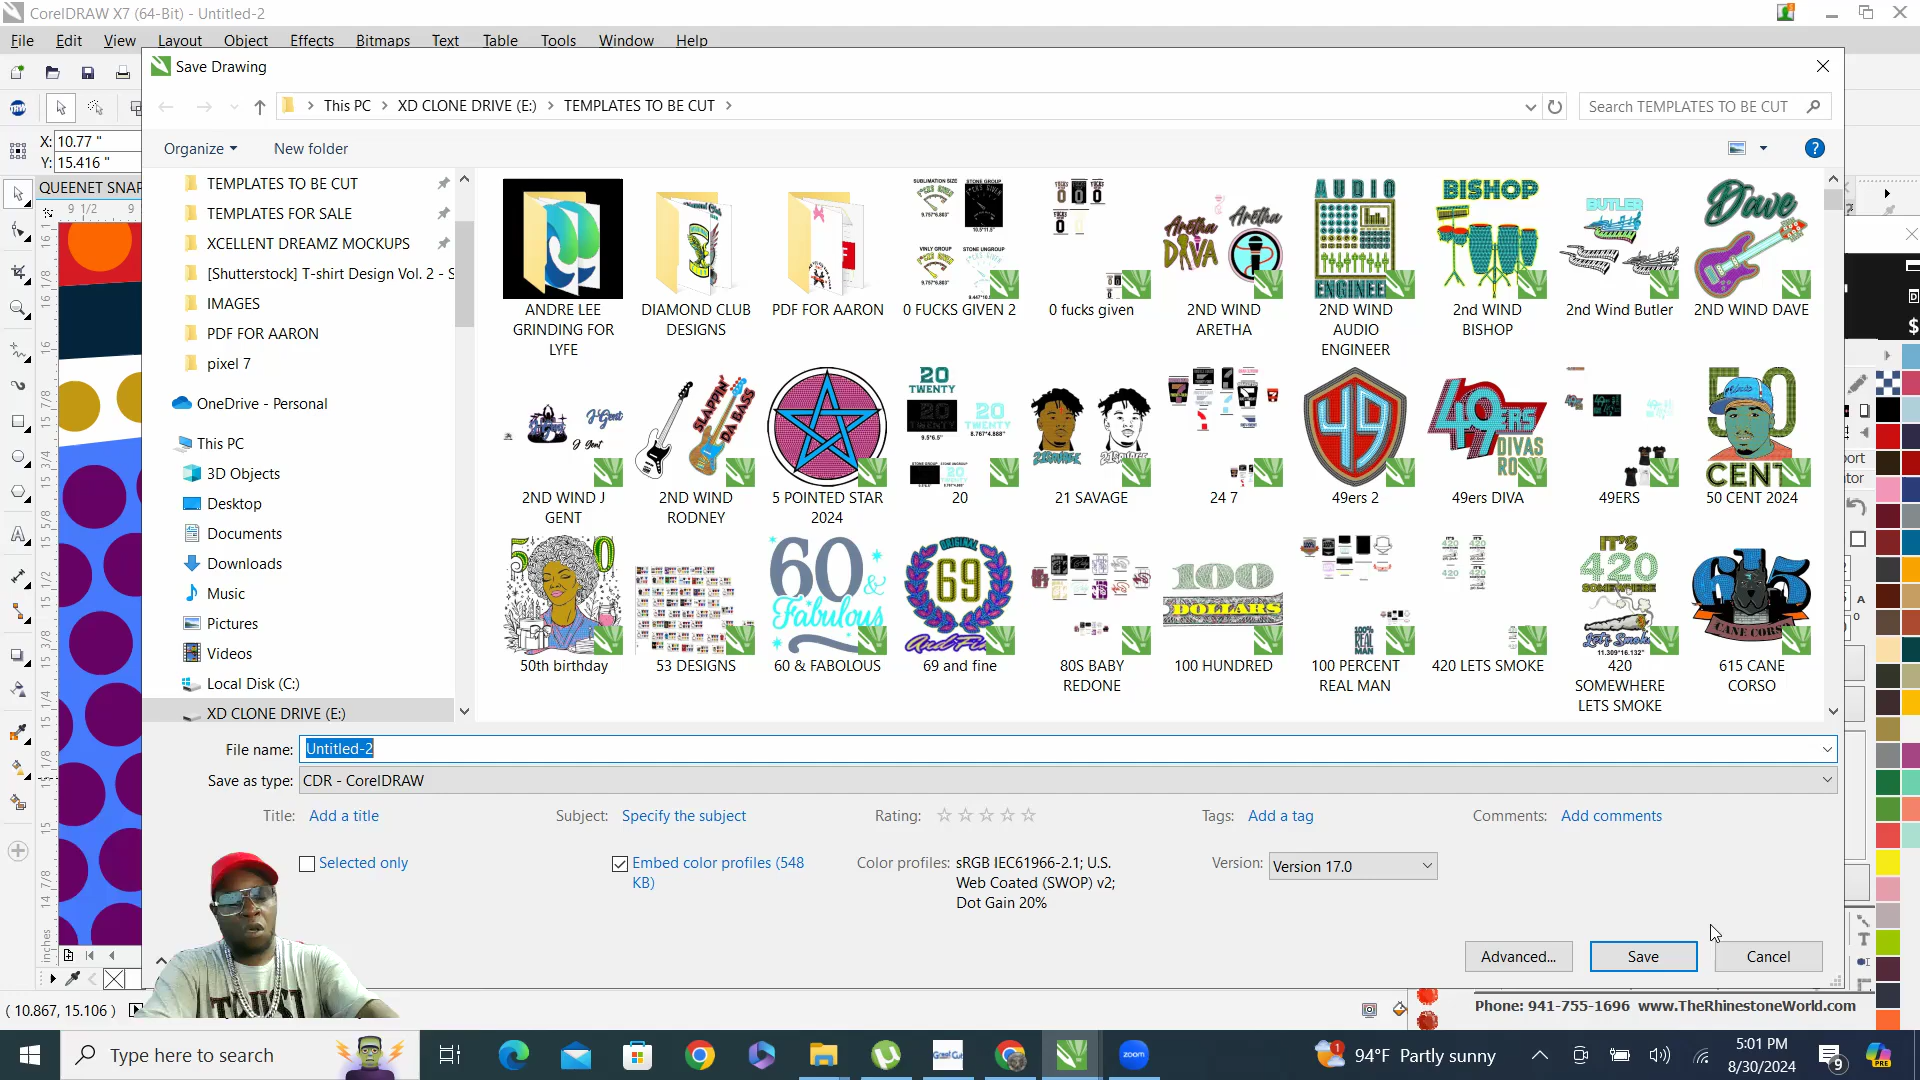 CorelDRAW X7 (64-Bit) - Untitled-2
File Edit View Layout Object Effects Bitmaps Text Table Tools Window Help
Save Drawing
This PC > XD CLONE DRIVE (E:) > TEMPLATES TO BE CUT >
Search TEMPLATES TO BE CUT
X: 10.77 "
Y: 15.416 "
Organize
New folder
QUEENET SNAP
TEMPLATES TO BE CUT
TEMPLATES FOR SALE
XCELLENT DREAMZ MOCKUPS
[Shutterstock] T-shirt Design Vol. 2 - S
IMAGES
PDF FOR AARON
pixel 7
OneDrive - Personal
This PC
3D Objects
Desktop
Documents
Downloads
Music
Pictures
Videos
Local Disk (C:)
XD CLONE DRIVE (E:)
ANDRE LEE GRINDING FOR LYFE
DIAMOND CLUB DESIGNS
PDF FOR AARON
0 FUCKS GIVEN 2
0 fucks given
2ND WIND ARETHA
2ND WIND AUDIO ENGINEER
2nd WIND BISHOP
2nd Wind Butler
2ND WIND DAVE
2ND WIND J GENT
2ND WIND RODNEY
5 POINTED STAR 2024
20
21 SAVAGE
24 7
49ers 2
49ers DIVA
49ERS
50 CENT 2024
50th birthday
53 DESIGNS
60 & FABOLOUS
69 and fine
80S BABY REDONE
100 HUNDRED
100 PERCENT REAL MAN
420 LETS SMOKE
420 SOMEWHERE LETS SMOKE
615 CANE CORSO
File name: Untitled-2
Save as type: CDR - CorelDRAW
Title: Add a title
Subject: Specify the subject
Rating:
Tags: Add a tag
Comments: Add comments
Selected only
Embed color profiles (548 KB)
Color profiles: sRGB IEC61966-2.1; U.S. Web Coated (SWOP) v2; Dot Gain 20%
Version: Version 17.0
Advanced...
Save
Cancel
( 10.867, 15.106 )
Phone: 941-755-1696 www.TheRhinestoneWorld.com
Type here to search
94°F Partly sunny
5:01 PM
8/30/2024
9